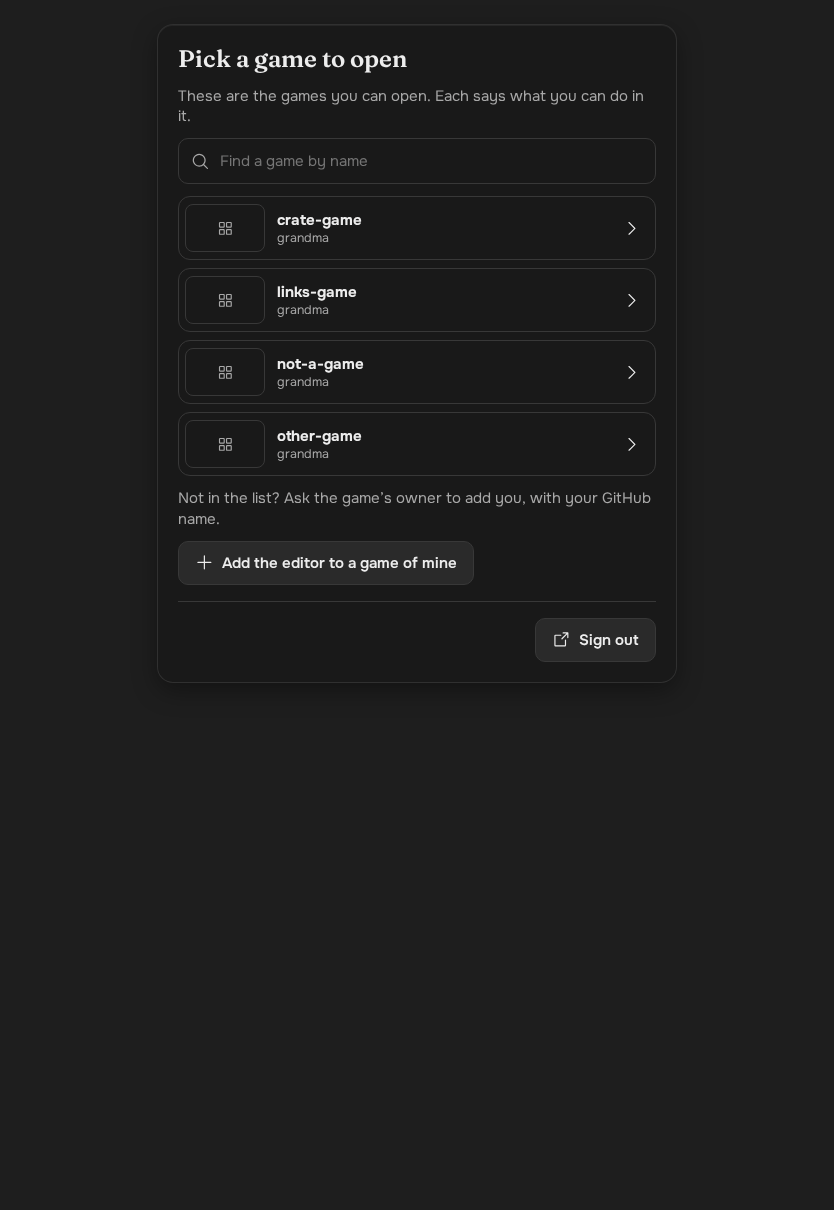 Pick a game to open
These are the games you can open. Each says what you can do in
it.
Find a game by name
crate-game
grandma
links-game
grandma
not-a-game
grandma
other-game
grandma
Not in the list? Ask the game’s owner to add you, with your GitHub
name.
Add the editor to a game of mine
Sign out